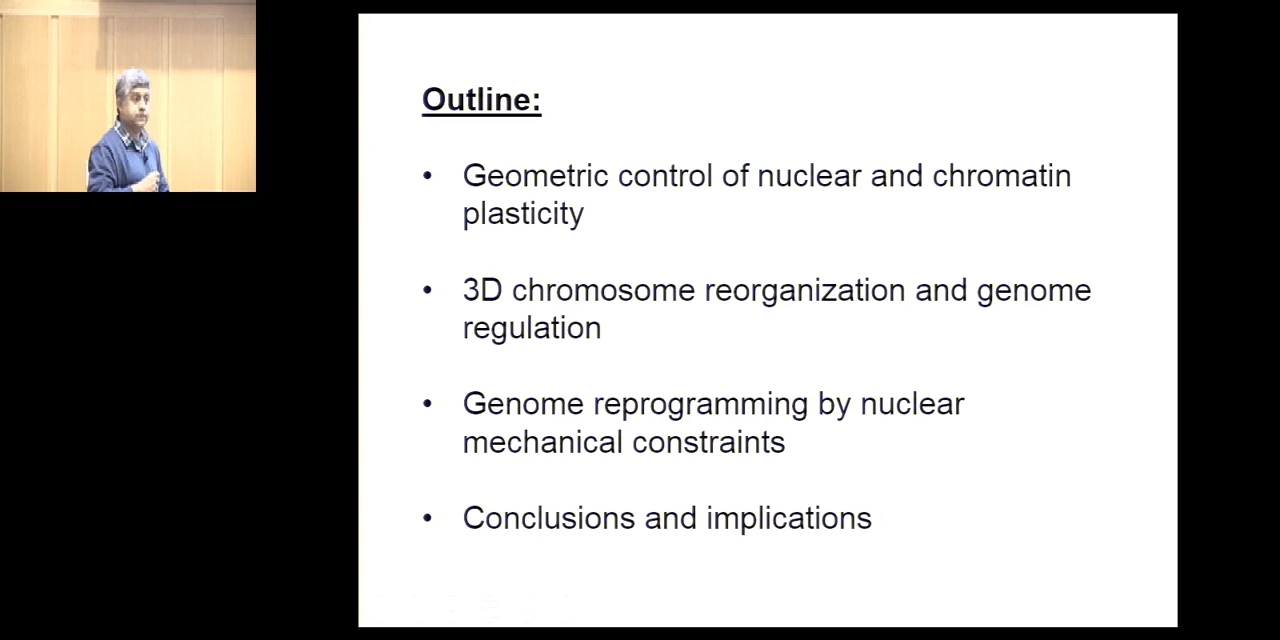 Outline:
• Geometric control of nuclear and chromatin
plasticity
• 3D chromosome reorganization and genome
regulation
• Genome reprogramming by nuclear
mechanical constraints
• Conclusions and implications